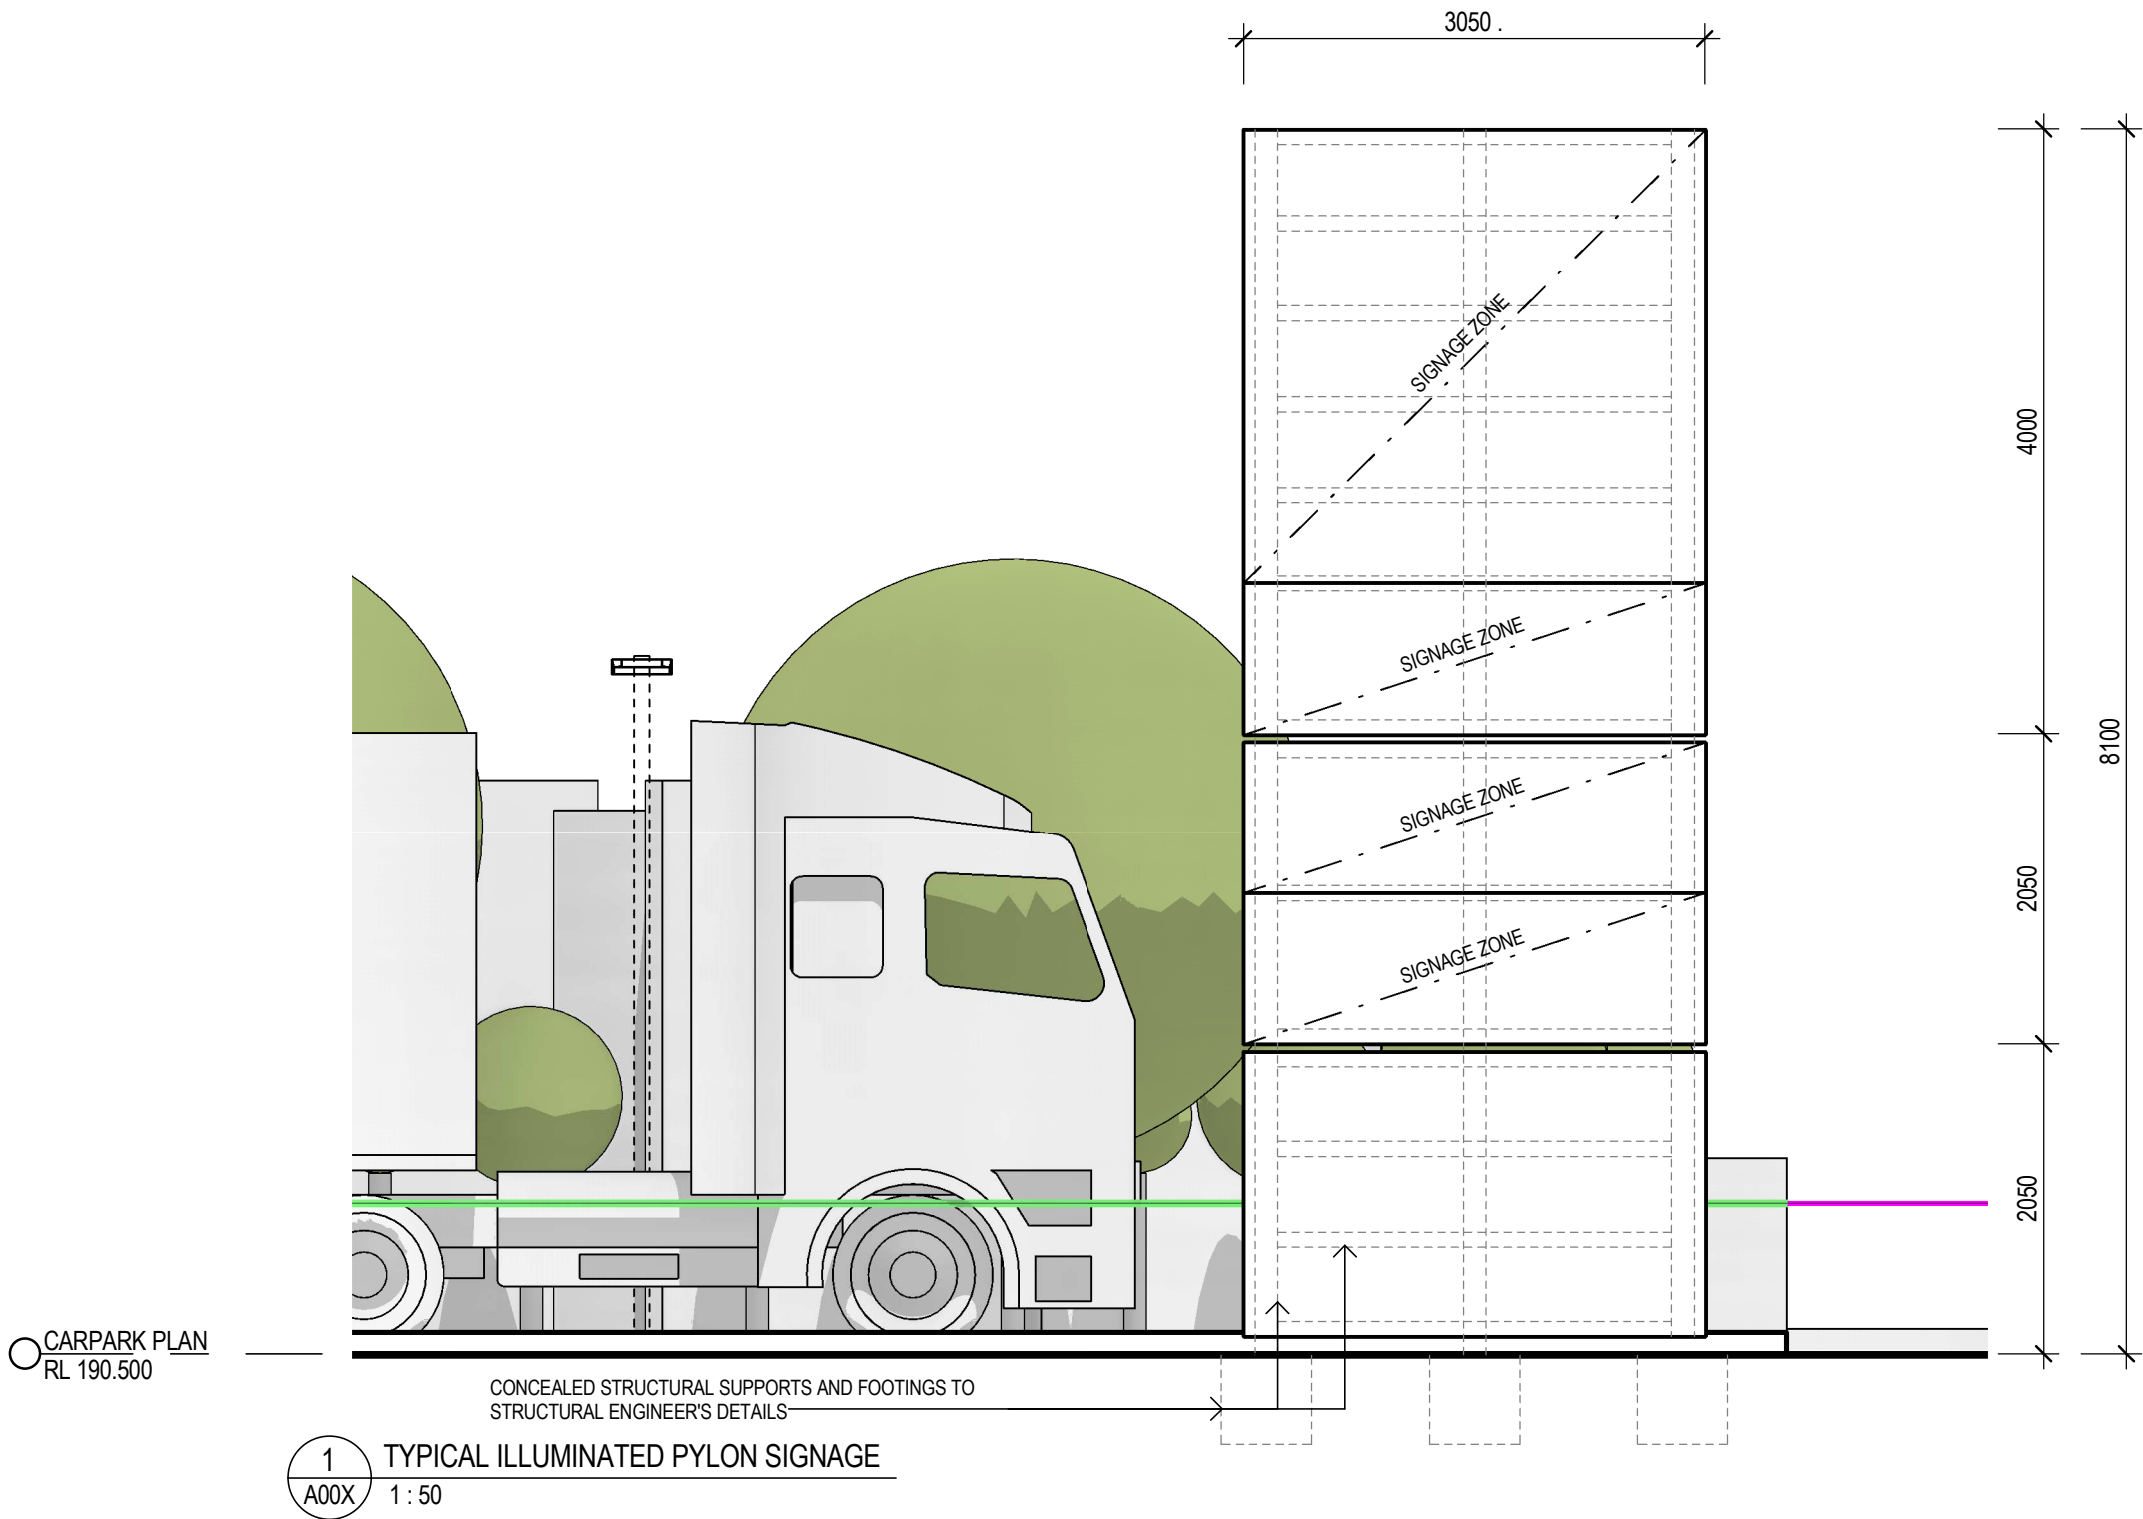 3050 .
SIGNAGE ZONE
4000
SIGNAGE ZONE
8100
SIGNAGE ZONE
2050
SIGNAGE ZONE
2050
CARPARK PLAN
RL 190.500
CONCEALED STRUCTURAL SUPPORTS AND FOOTINGS TO
STRUCTURAL ENGINEER'S DETAILS
1
A00X
TYPICAL ILLUMINATED PYLON SIGNAGE
1 : 50